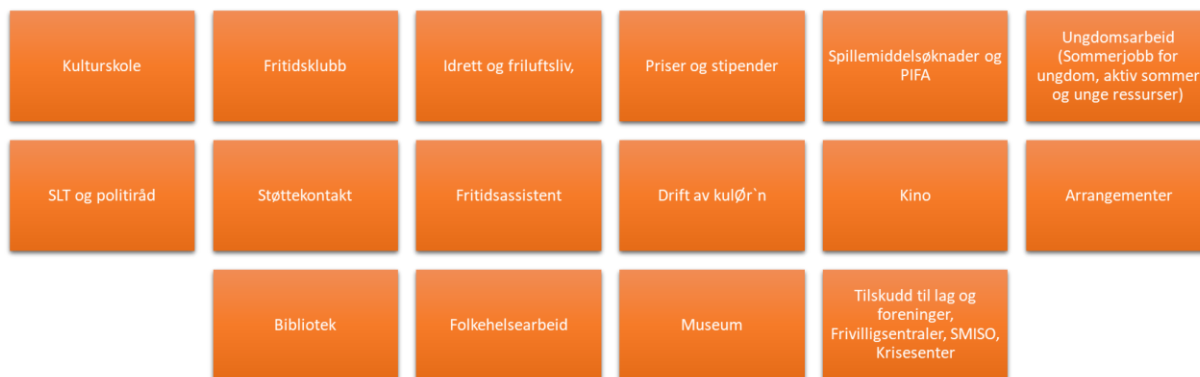 Kulturskole
Fritidsklubb
Idrett og friluftsliv,
Priser og stipender
Spillemiddelsøknader og
PIFA
Ungdomsarbeid
(Sommerjobb for
ungdom, aktiv sommer
og unge ressurser)
SLT og politiråd
Støttekontakt
Fritidsassistent
Drift av kulØr`n
Kino
Arrangementer
Bibliotek
Folkehelsearbeid
Museum
Tilskudd til lag og
foreninger,
Frivilligsentraler, SMISO,
Krisesenter